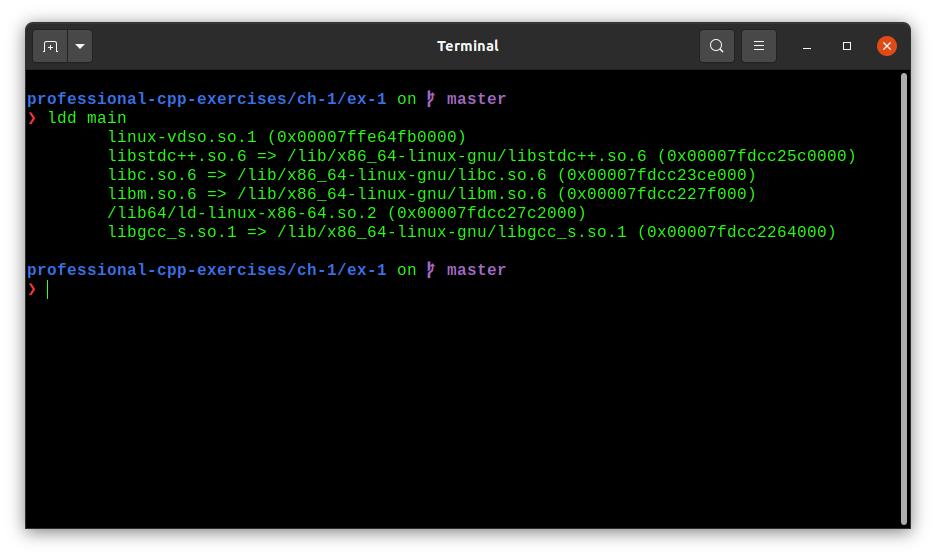 Terminal
professional-cpp-exercises/ch-1/ex-1 on master
❯ ldd main
linux-vdso.so.1 (0x00007ffe64fb0000)
libstdc++.so.6 => /lib/x86_64-linux-gnu/libstdc++.so.6 (0x00007fdcc25c0000)
libc.so.6 => /lib/x86_64-linux-gnu/libc.so.6 (0x00007fdcc23ce000)
libm.so.6 => /lib/x86_64-linux-gnu/libm.so.6 (0x00007fdcc227f000)
/lib64/ld-linux-x86-64.so.2 (0x00007fdcc27c2000)
libgcc_s.so.1 => /lib/x86_64-linux-gnu/libgcc_s.so.1 (0x00007fdcc2264000)
professional-cpp-exercises/ch-1/ex-1 on master
❯